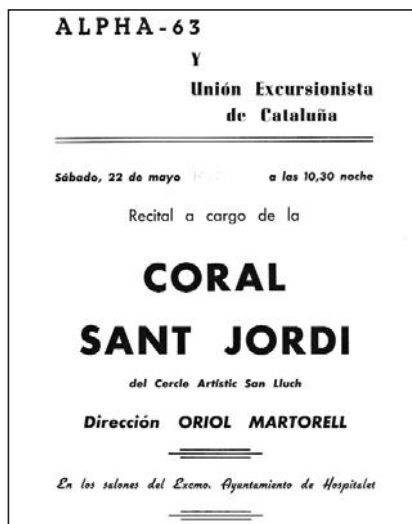 ALPHA-63
Y
Unión Excursionista
de Cataluña
Sábado, 22 de mayo a las 10,30 noche
Recital a cargo de la
CORAL
SANT JORDI
del Cercle Artístic San Lluch
Dirección ORIOL MARTORELL
En los salones del Excmo. Ayuntamiento de Hospitalet